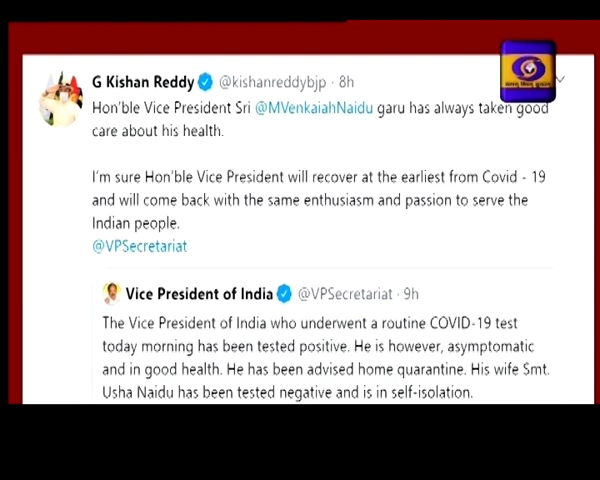 G Kishan Reddy @kishanreddybjp · 8h
Hon'ble Vice President Sri @MVenkaiahNaidu garu has always taken good
care about his health.
I'm sure Hon'ble Vice President will recover at the earliest from Covid - 19
and will come back with the same enthusiasm and passion to serve the
Indian people.
@VPSecretariat
Vice President of India @VPSecretariat · 9h
The Vice President of India who underwent a routine COVID-19 test
today morning has been tested positive. He is however, asymptomatic
and in good health. He has been advised home quarantine. His wife Smt.
Usha Naidu has been tested negative and is in self-isolation.